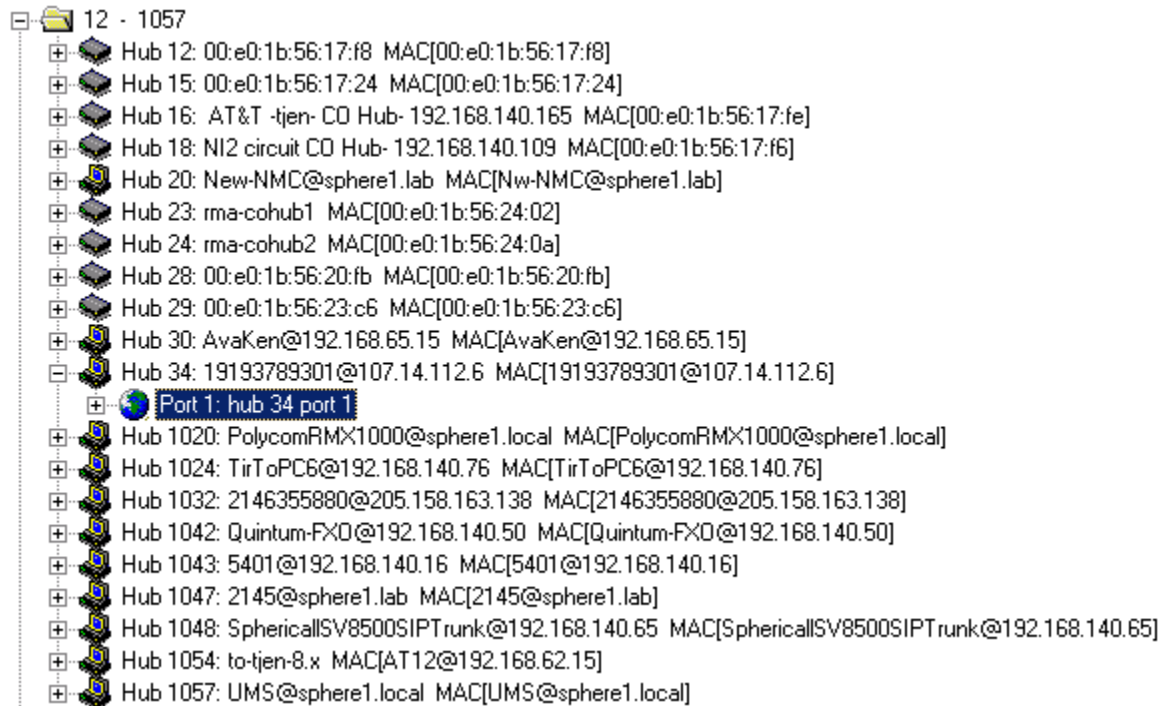 12 - 1057
Hub 12: 00:e0:1b:56:17:f8 MAC[00:e0:1b:56:17:f8]
Hub 15: 00:e0:1b:56:17:24 MAC[00:e0:1b:56:17:24]
Hub 16: AT&T -tjen- CO Hub- 192.168.140.165 MAC[00:e0:1b:56:17:fe]
Hub 18: NI2 circuit CO Hub- 192.168.140.109 MAC[00:e0:1b:56:17:f6]
Hub 20: New-NMC@sphere1.lab MAC[Nw-NMC@sphere1.lab]
Hub 23: rma-cohub1 MAC[00:e0:1b:56:24:02]
Hub 24: rma-cohub2 MAC[00:e0:1b:56:24:0a]
Hub 28: 00:e0:1b:56:20:fb MAC[00:e0:1b:56:20:fb]
Hub 29: 00:e0:1b:56:23:c6 MAC[00:e0:1b:56:23:c6]
Hub 30: AvaKen@192.168.65.15 MAC[AvaKen@192.168.65.15]
Hub 34: 19193789301@107.14.112.6 MAC[19193789301@107.14.112.6]
Port 1: hub 34 port 1
Hub 1020: PolycomRMX1000@sphere1.local MAC[PolycomRMX1000@sphere1.local]
Hub 1024: TirToPC6@192.168.140.76 MAC[TirToPC6@192.168.140.76]
Hub 1032: 2146355880@205.158.163.138 MAC[2146355880@205.158.163.138]
Hub 1042: Quintum-FXO@192.168.140.50 MAC[Quintum-FXO@192.168.140.50]
Hub 1043: 5401@192.168.140.16 MAC[5401@192.168.140.16]
Hub 1047: 2145@sphere1.lab MAC[2145@sphere1.lab]
Hub 1048: SphericallSV8500SIPTrunk@192.168.140.65 MAC[SphericallSV8500SIPTrunk@192.168.140.65]
Hub 1054: to-tjen-8.x MAC[AT12@192.168.62.15]
Hub 1057: UMS@sphere1.local MAC[UMS@sphere1.local]